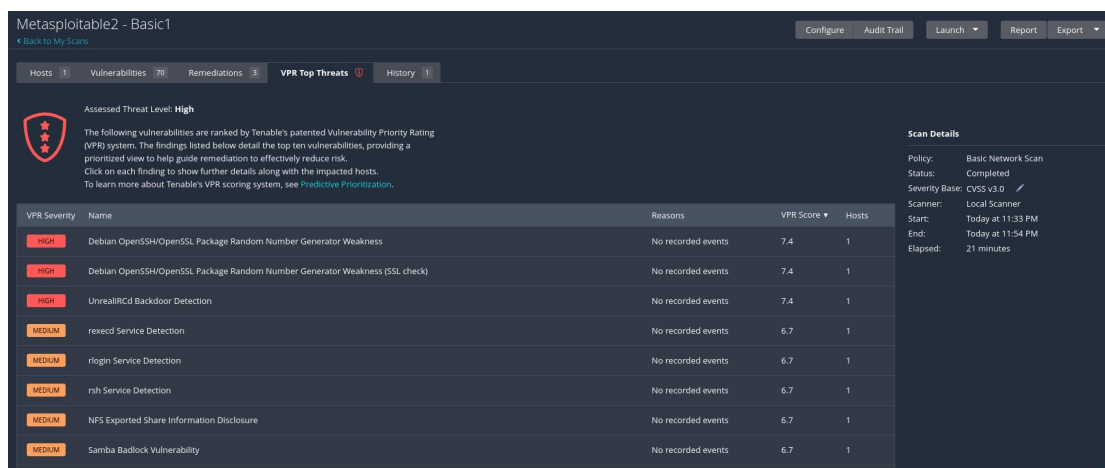 Metasploitable2 - Basic1
Back to My Scans
Configure Audit Trail Launch Report Export
Hosts 1 Vulnerabilities 70 Remediations 3 VPR Top Threats History 1
Assessed Threat Level: High
The following vulnerabilities are ranked by Tenable's patented Vulnerability Priority Rating
(VPR) system. The findings listed below detail the top ten vulnerabilities, providing a
prioritized view to help guide remediation to effectively reduce risk.
Click on each finding to show further details along with the impacted hosts.
To learn more about Tenable's VPR scoring system, see Predictive Prioritization.
Scan Details
Policy: Basic Network Scan
Status: Completed
Severity Base: CVSS v3.0
Scanner: Local Scanner
Start: Today at 11:33 PM
End: Today at 11:54 PM
Elapsed: 21 minutes
VPR Severity Name Reasons VPR Score ▼ Hosts
HIGH Debian OpenSSH/OpenSSL Package Random Number Generator Weakness No recorded events 7.4 1
HIGH Debian OpenSSH/OpenSSL Package Random Number Generator Weakness (SSL check) No recorded events 7.4 1
HIGH UnrealIRCd Backdoor Detection No recorded events 7.4 1
MEDIUM rexecd Service Detection No recorded events 6.7 1
MEDIUM rlogin Service Detection No recorded events 6.7 1
MEDIUM rsh Service Detection No recorded events 6.7 1
MEDIUM NFS Exported Share Information Disclosure No recorded events 6.7 1
MEDIUM Samba Badlock Vulnerability No recorded events 6.7 1